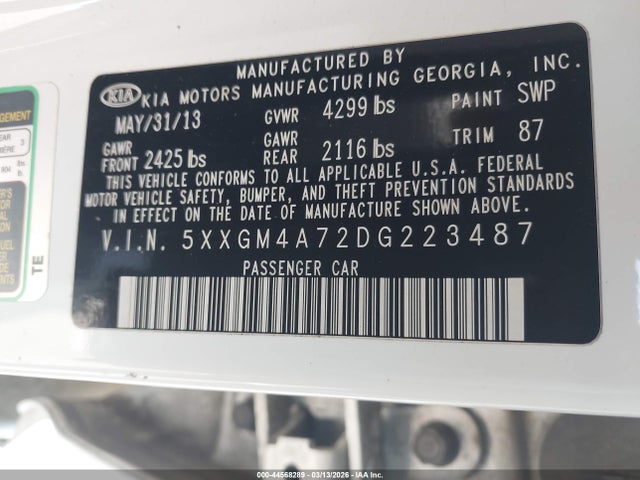 MANUFACTURED BY
KIA KIA MOTORS MANUFACTURING GEORGIA, INC.
MAY/31/13 GVWR 4299 lbs PAINT SWP
GAWR FRONT 2425 lbs GAWR REAR 2116 lbs TRIM 87
THIS VEHICLE CONFORMS TO ALL APPLICABLE U.S.A. FEDERAL
MOTOR VEHICLE SAFETY, BUMPER, AND THEFT PREVENTION STANDARDS
IN EFFECT ON THE DATE OF MANUFACTURE SHOWN ABOVE.
V.I.N. 5XXGM4A72DG223487
PASSENGER CAR
TE
000-44568289 - 03/13/2026 - IAA Inc.